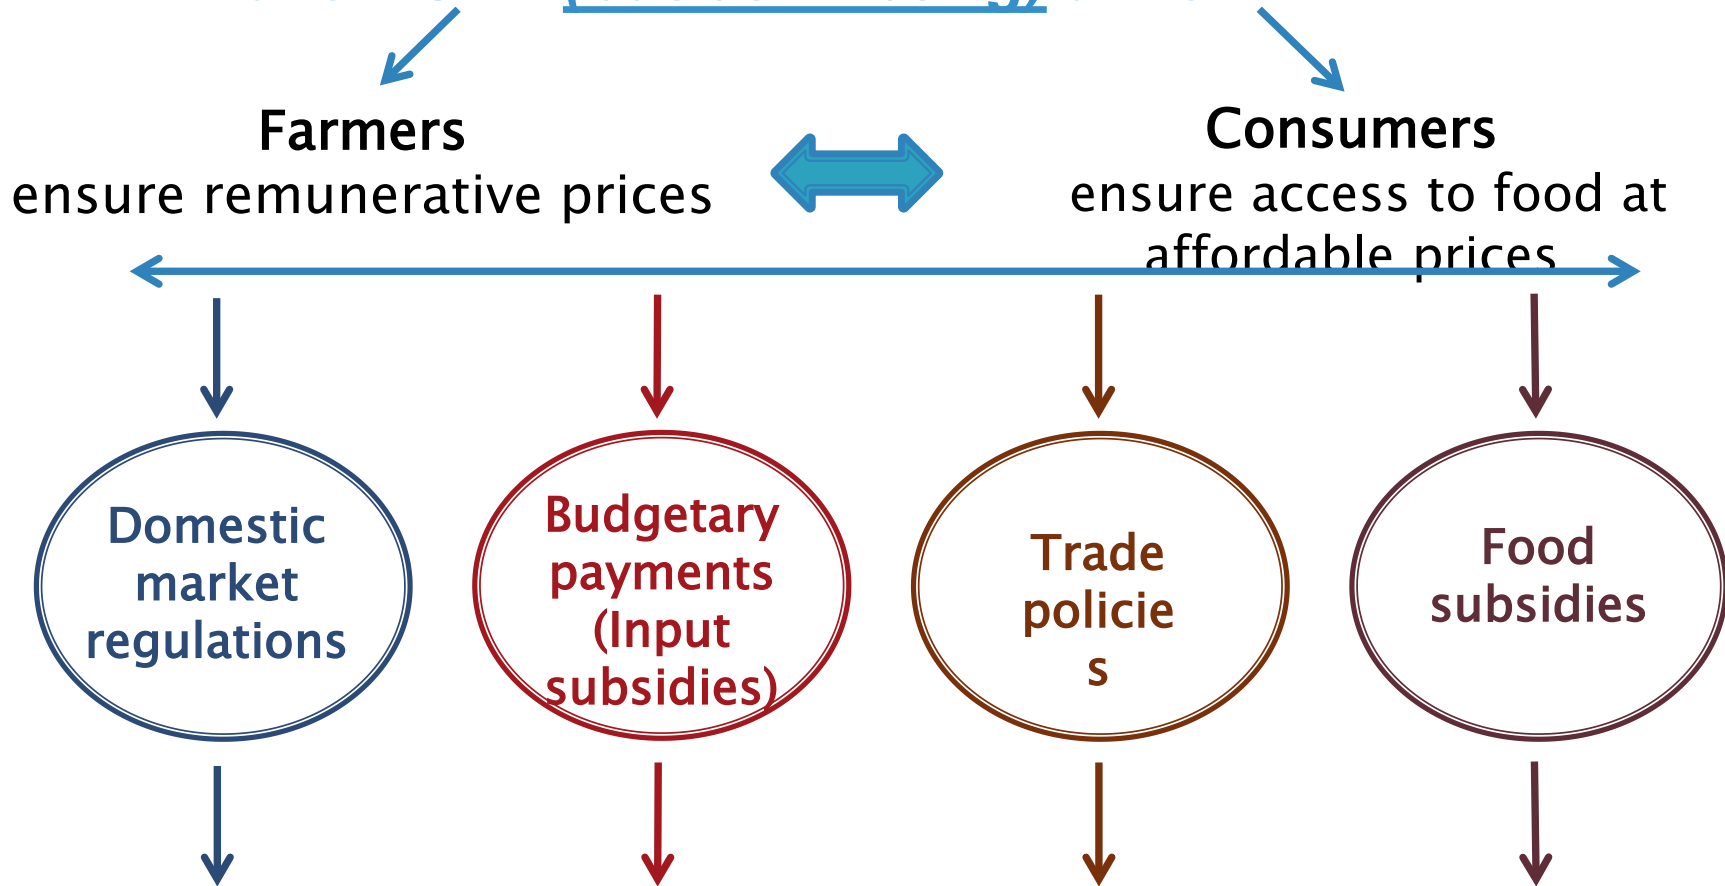 Farmers
ensure remunerative prices
Consumers
ensure access to food at
affordable prices
Domestic
market
regulations
Budgetary
payments
(Input
subsidies)
Trade
policie
s
Food
subsidies